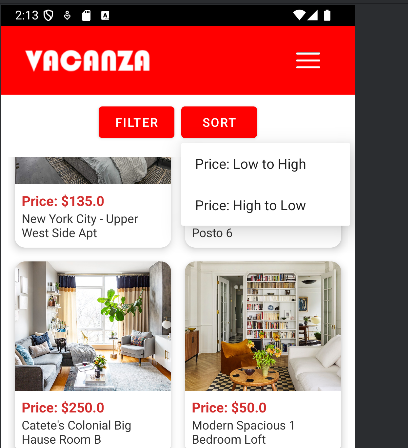 2:13
VACANZA
FILTER
SORT
Price: Low to High
Price: High to Low
Price: $135.0
New York City - Upper
West Side Apt
Posto 6
Price: $250.0
Catete's Colonial Big
House Room B
Price: $50.0
Modern Spacious 1
Bedroom Loft